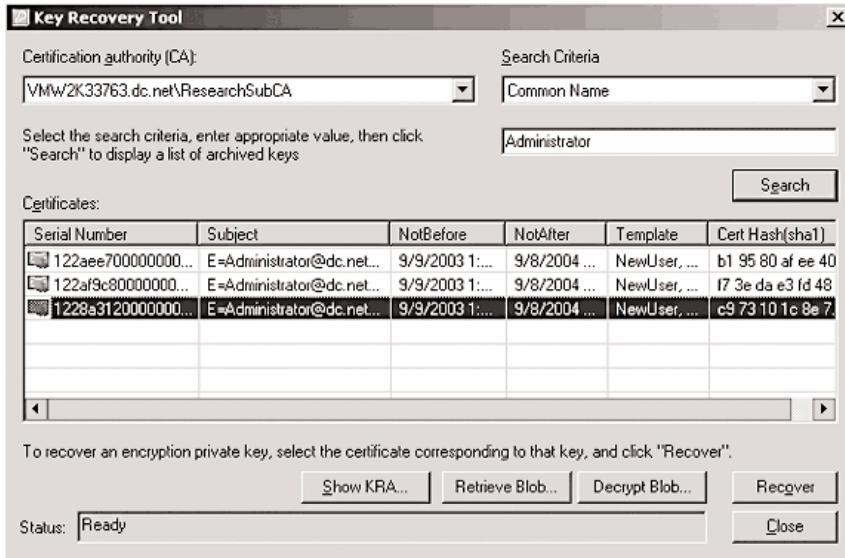 Key Recovery Tool
Certification authority (CA):
Search Criteria
VMW2K33763.dc.net\ResearchSubCA
Common Name
Select the search criteria, enter appropriate value, then click
"Search" to display a list of archived keys
Administrator
Search
Certificates:
Serial Number Subject NotBefore NotAfter Template Cert Hash(sha1)
122aee700000000... E=Administrator@dc.net... 9/9/2003 1:... 9/8/2004 ... NewUser, ... b1 95 80 af ee 40
122af9c80000000... E=Administrator@dc.net... 9/9/2003 1:... 9/8/2004 ... NewUser, ... f7 3e da e3 fd 48
1228a3120000000... E=Administrator@dc.net... 9/9/2003 1:... 9/8/2004 ... NewUser, ... c9 73 10 1c 8e 7.
To recover an encryption private key, select the certificate corresponding to that key, and click "Recover".
Show KRA... Retrieve Blob... Decrypt Blob... Recover
Status: Ready
Close